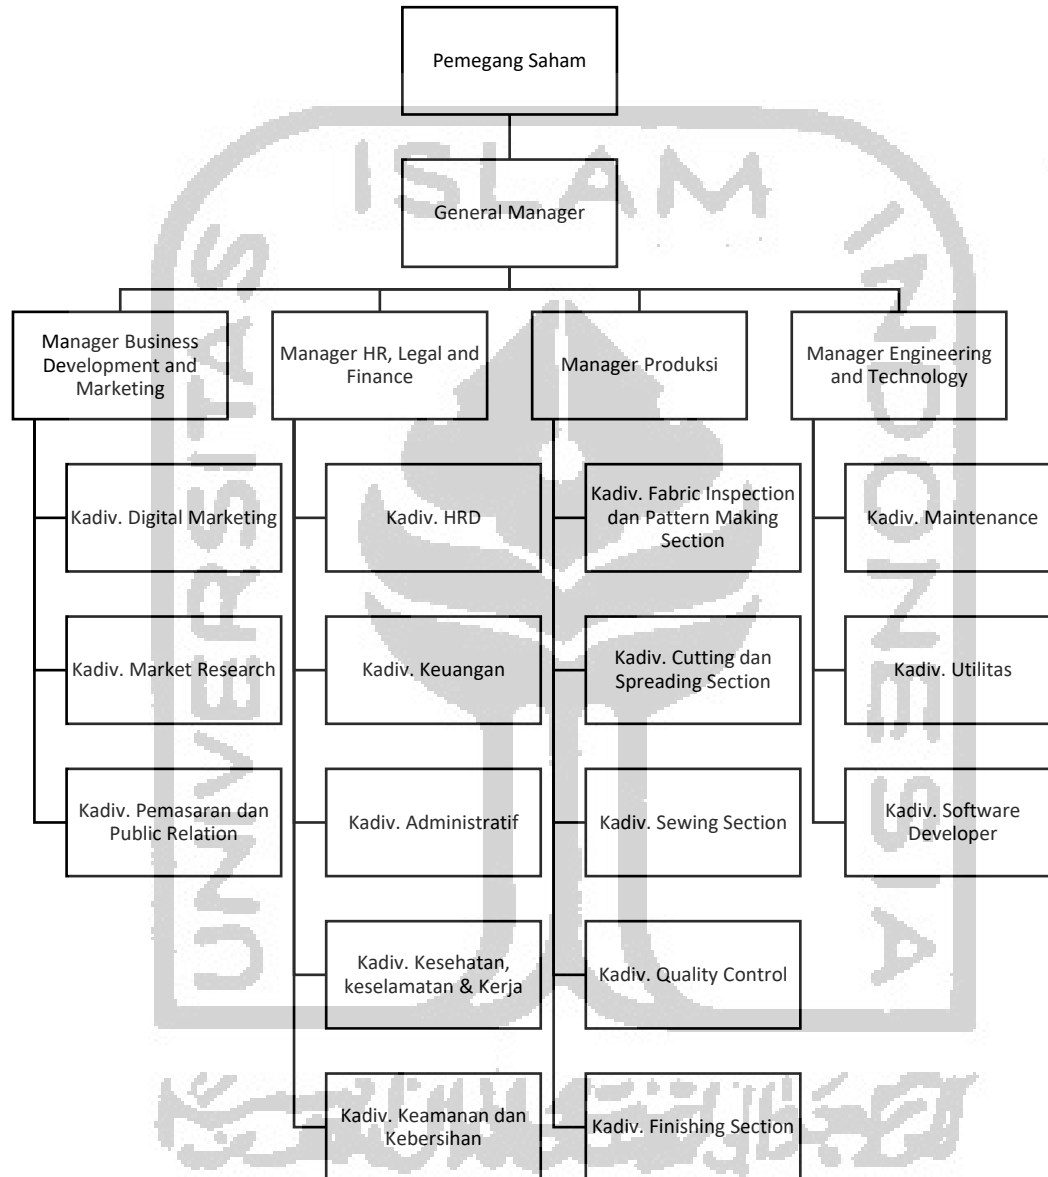 Pemegang Saham
General Manager
Manager Business
Development and
Marketing
Manager HR, Legal and
Finance
Manager Produksi
Manager Engineering
and Technology
Kadiv. Digital Marketing
Kadiv. HRD
Kadiv. Fabric Inspection
dan Pattern Making
Section
Kadiv. Maintenance
Kadiv. Market Research
Kadiv. Keuangan
Kadiv. Cutting dan
Spreading Section
Kadiv. Utilitas
Kadiv. Pemasaran dan
Public Relation
Kadiv. Administratif
Kadiv. Sewing Section
Kadiv. Software
Developer
Kadiv. Kesehatan,
keselamatan & Kerja
Kadiv. Quality Control
Kadiv. Keamanan dan
Kebersihan
Kadiv. Finishing Section
UNIVERSITAS
ISLAM
INDONESIA